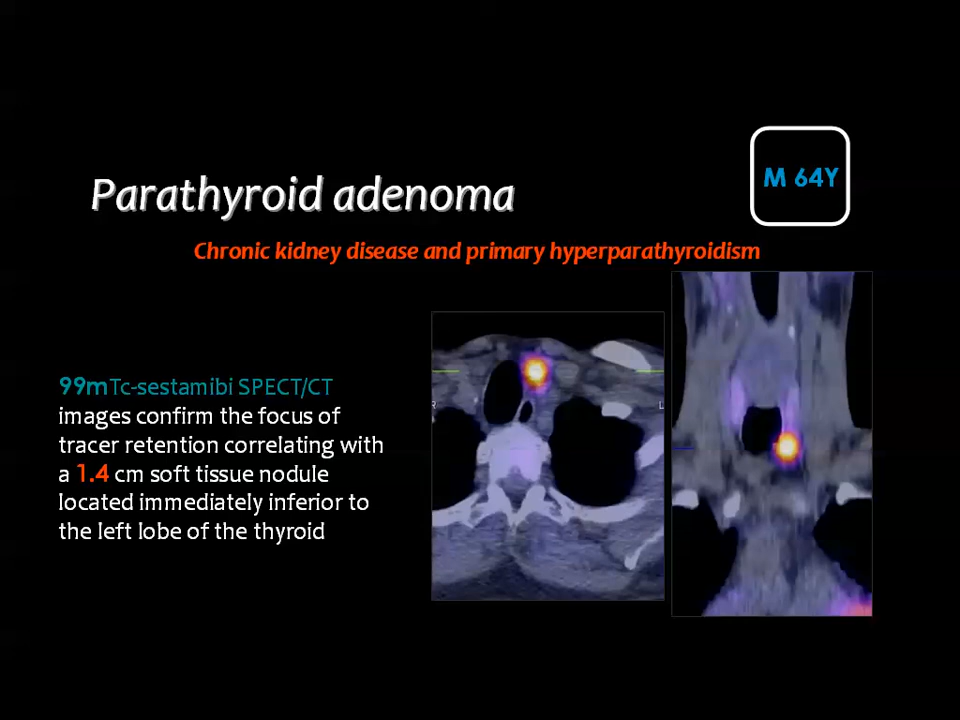 M 64Y
Parathyroid adenoma
Chronic kidney disease and primary hyperparathyroidism
99mTc-sestamibi SPECT/CT
images confirm the focus of
tracer retention correlating with
a 1.4 cm soft tissue nodule
located immediately inferior to
the left lobe of the thyroid
R
L